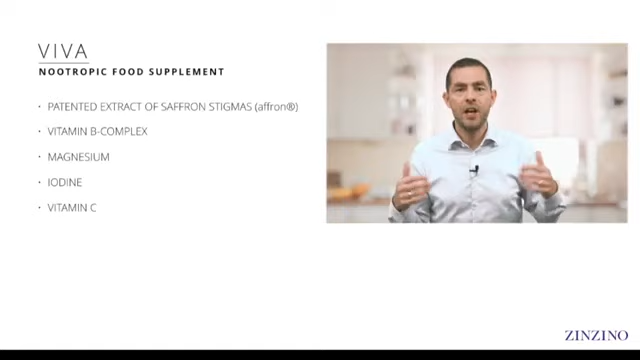 VIVA
NOOTROPIC FOOD SUPPLEMENT
· PATENTED EXTRACT OF SAFFRON STIGMAS (affron®)
· VITAMIN B-COMPLEX
· MAGNESIUM
· IODINE
· VITAMIN C
ZINZINO